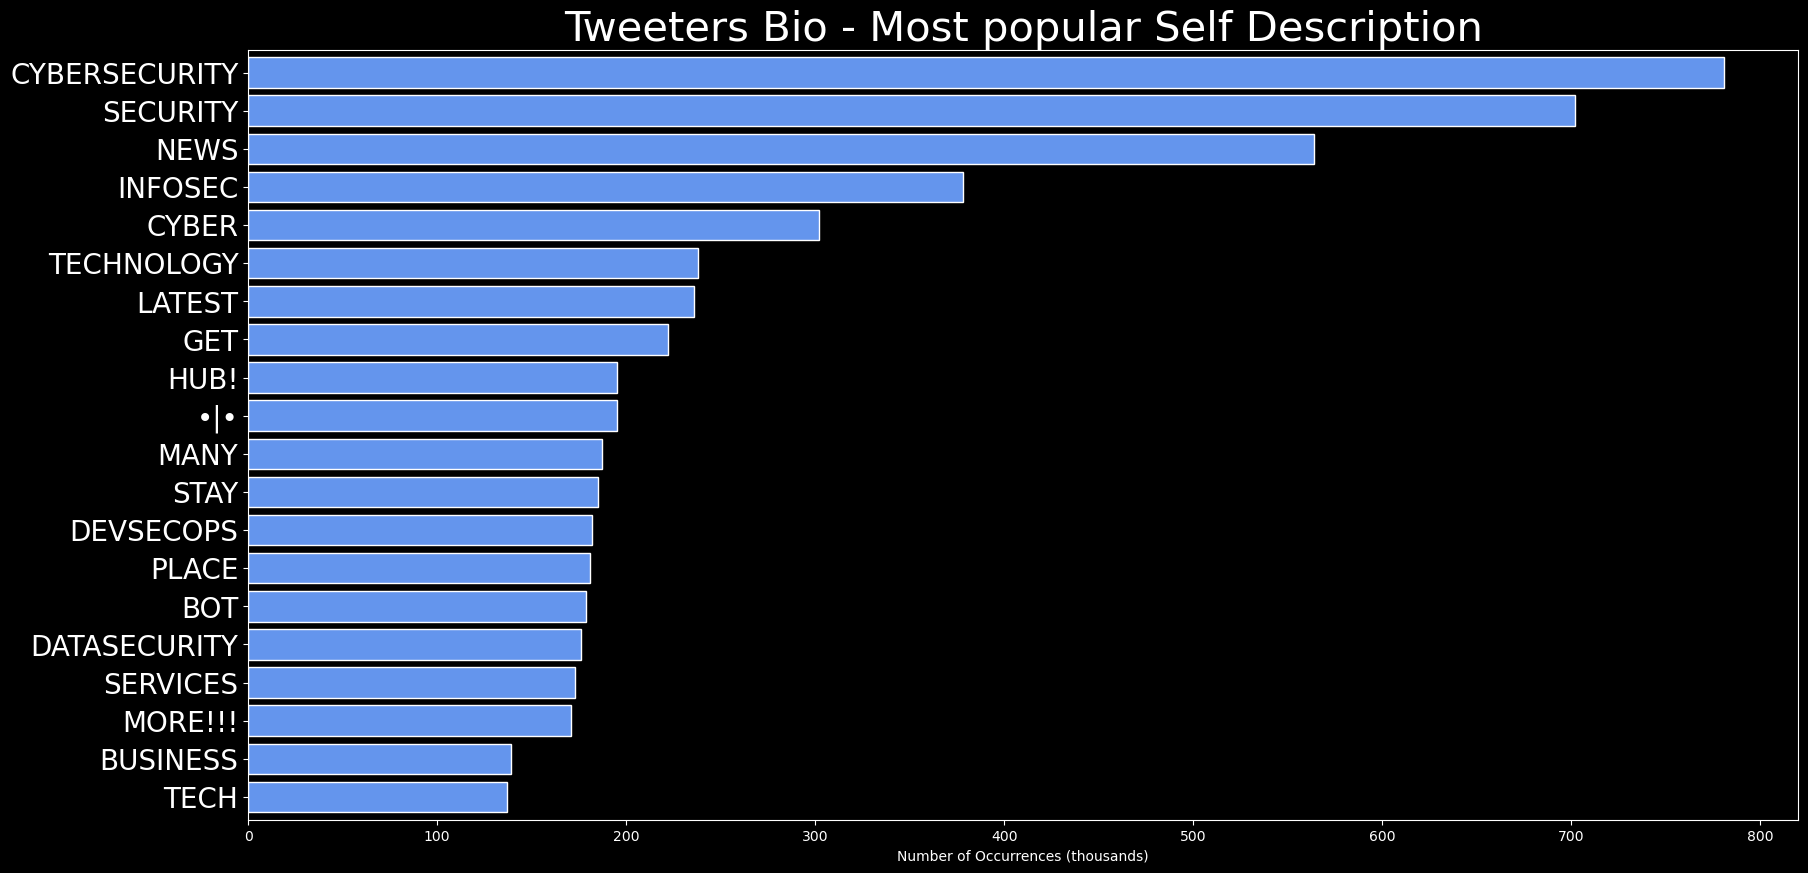 Tweeters Bio - Most popular Self Description
CYBERSECURITY
SECURITY
NEWS
INFOSEC
CYBER
TECHNOLOGY
LATEST
GET
HUB!
•|•
MANY
STAY
DEVSECOPS
PLACE
BOT
DATASECURITY
SERVICES
MORE!!!
BUSINESS
TECH
0 100 200 300 400 500 600 700 800
Number of Occurrences (thousands)